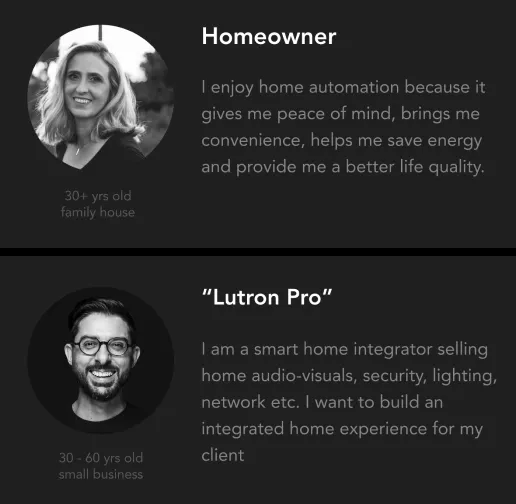 Homeowner
I enjoy home automation because it
gives me peace of mind, brings me
convenience, helps me save energy
and provide me a better life quality.
30+ yrs old
family house
“Lutron Pro”
I am a smart home integrator selling
home audio-visuals, security, lighting,
network etc. I want to build an
integrated home experience for my
client
30 - 60 yrs old
small business